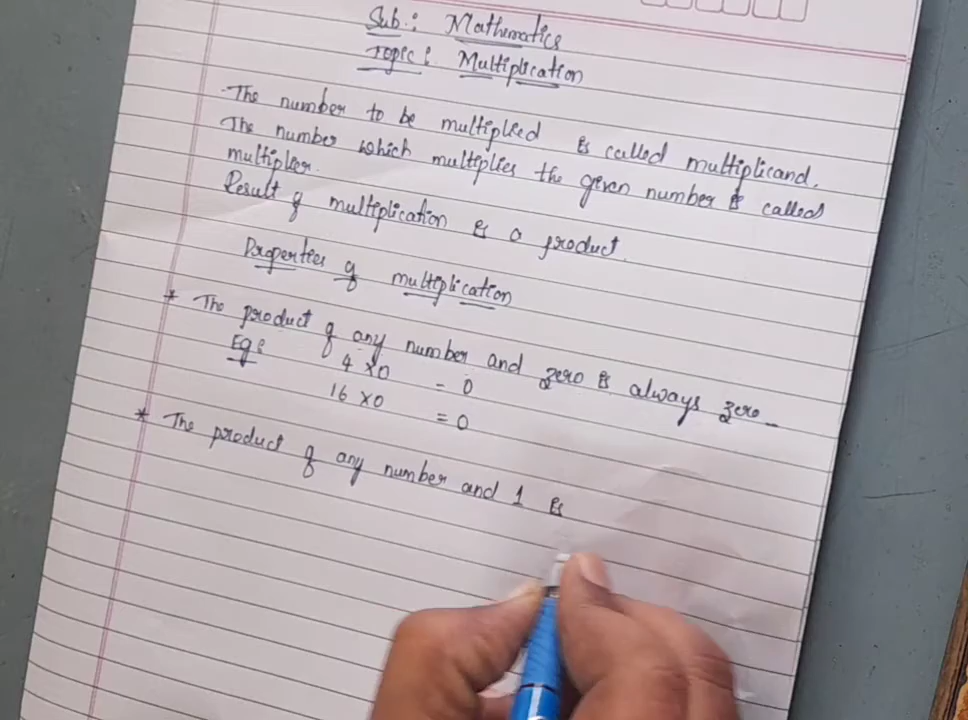 Sub: Mathematics
Topic: Multiplication
The number to be multiplied is called multiplicand.
The number which multiplies the given number is called
multiplier.
Result of multiplication is a product.
Properties of multiplication
* The product of any number and zero is always zero.
Eg: 4 × 0 = 0
16 × 0 = 0
* The product of any number and 1 is